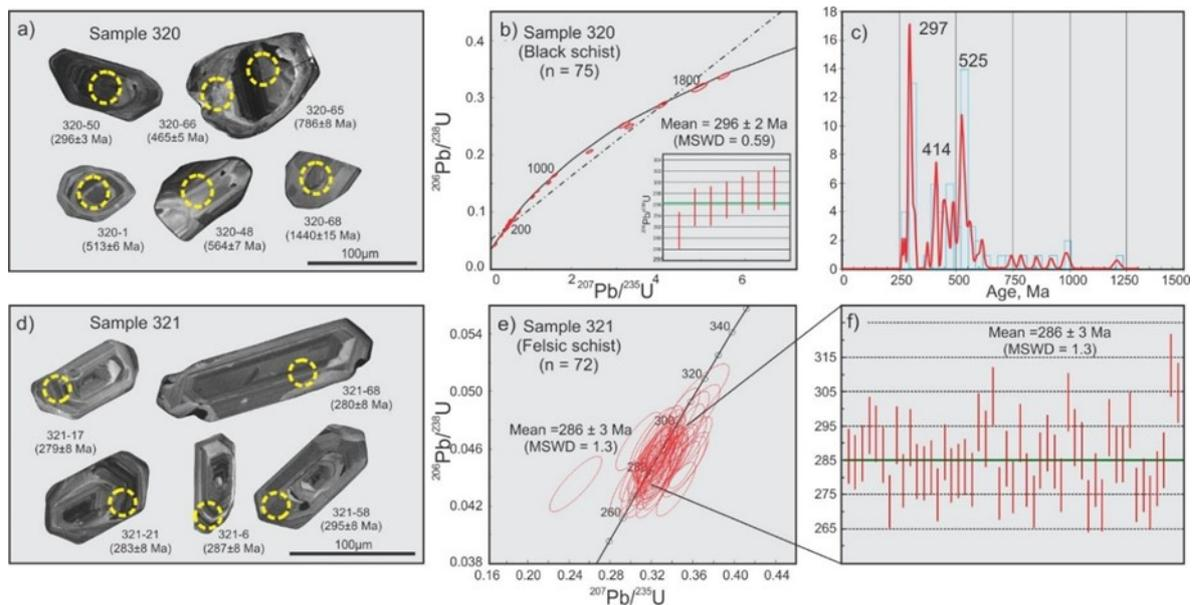 a)
Sample 320
320-50
(296±3 Ma)
320-66
(465±5 Ma)
320-65
(786±8 Ma)
320-1
(513±6 Ma)
320-48
(564±7 Ma)
320-68
(1440±15 Ma)
100µm
b)
Sample 320
(Black schist)
(n = 75)
0.4
0.3
0.2
0.1
0.0
206Pb/238U
1800
1000
200
Mean = 296 ± 2 Ma
(MSWD = 0.59)
0 2 4 6
207Pb/235U
c)
297
525
414
18
16
14
12
10
8
6
4
2
0
0 250 500 750 1000 1250 1500
Age, Ma
d)
Sample 321
321-17
(279±8 Ma)
321-68
(280±8 Ma)
321-21
(283±8 Ma)
321-6
(287±8 Ma)
321-58
(295±8 Ma)
100µm
e)
Sample 321
(Felsic schist)
(n = 72)
0.054
0.050
0.046
0.042
0.038
206Pb/238U
340
320
300
280
260
Mean =286 ± 3 Ma
(MSWD = 1.3)
0.16 0.20 0.24 0.28 0.32 0.36 0.40 0.44
207Pb/235U
f)
Mean =286 ± 3 Ma
(MSWD = 1.3)
315
305
295
285
275
265